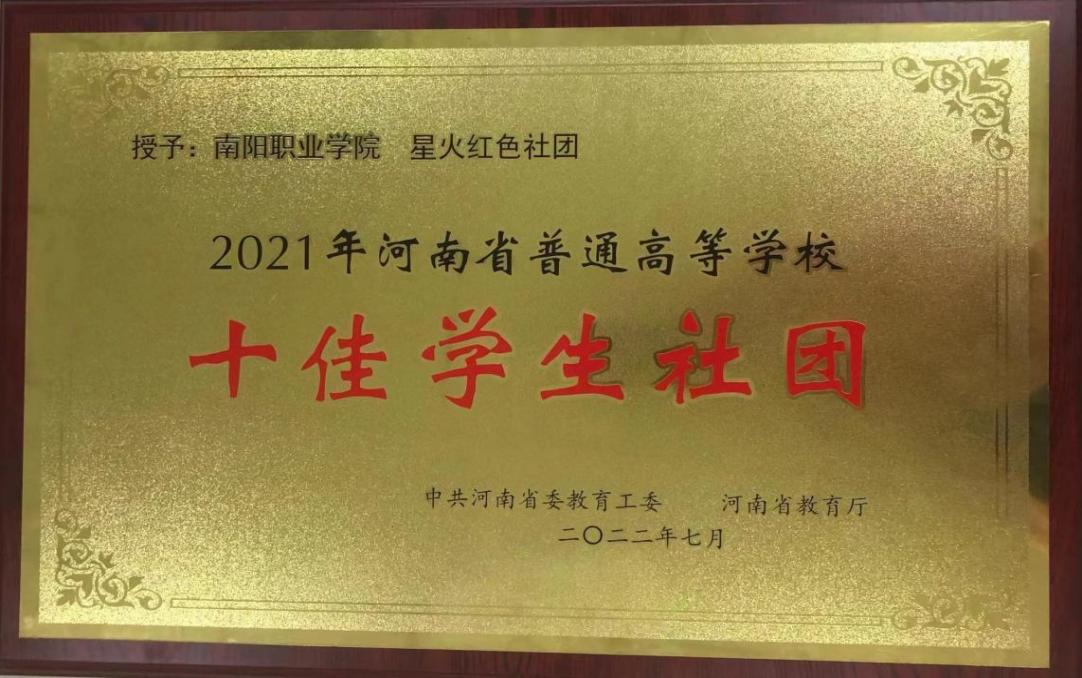 授予：南阳职业学院 星火红色社团
2021年河南省普通高等学校
十佳学生社团
中共河南省委教育工委 河南省教育厅
二〇二二年七月